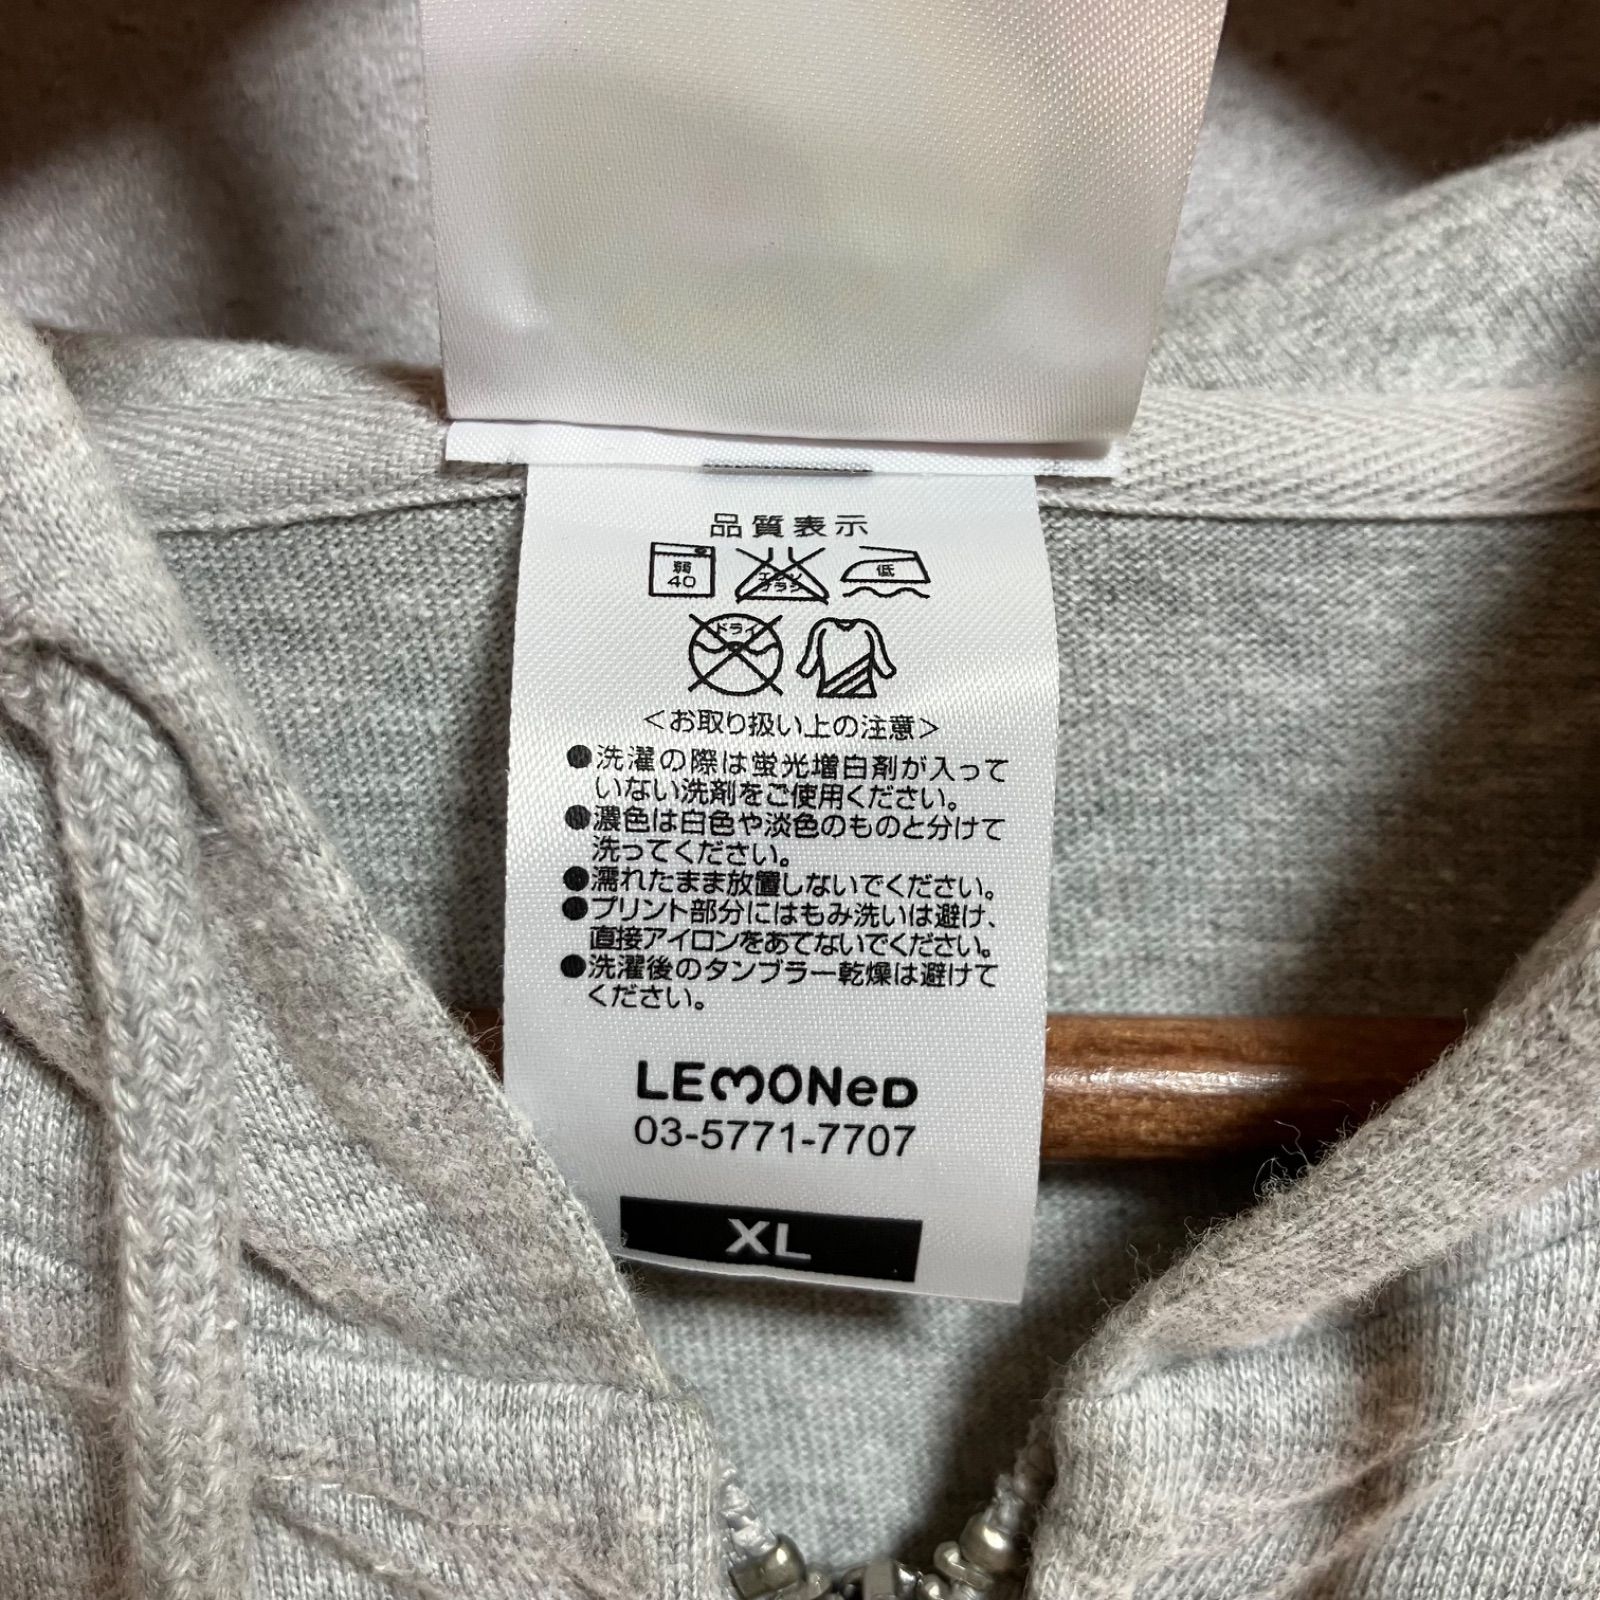 品質表示
弱
40
エンソ
サラシ
低
ドライ
＜お取り扱い上の注意＞
●洗濯の際は蛍光増白剤が入って
いない洗剤をご使用ください。
●濃色は白色や淡色のものと分けて
洗ってください。
●濡れたまま放置しないでください。
●プリント部分にはもみ洗いは避け、
直接アイロンをあてないでください。
●洗濯後のタンブラー乾燥は避けて
ください。
LEMONeD
03-5771-7707
XL